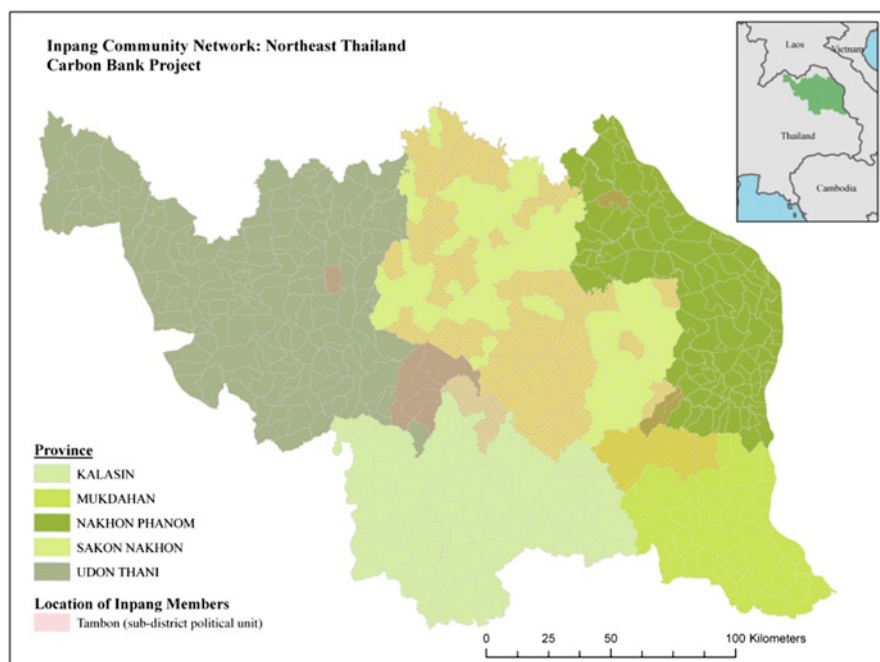 Inpang Community Network: Northeast Thailand
Carbon Bank Project
Laos
Vietnam
Thailand
Cambodia
Province
KALASIN
MUKDAHAN
NAKHON PHANOM
SAKON NAKHON
UDON THANI
Location of Inpang Members
Tambon (sub-district political unit)
0 25 50 100 Kilometers